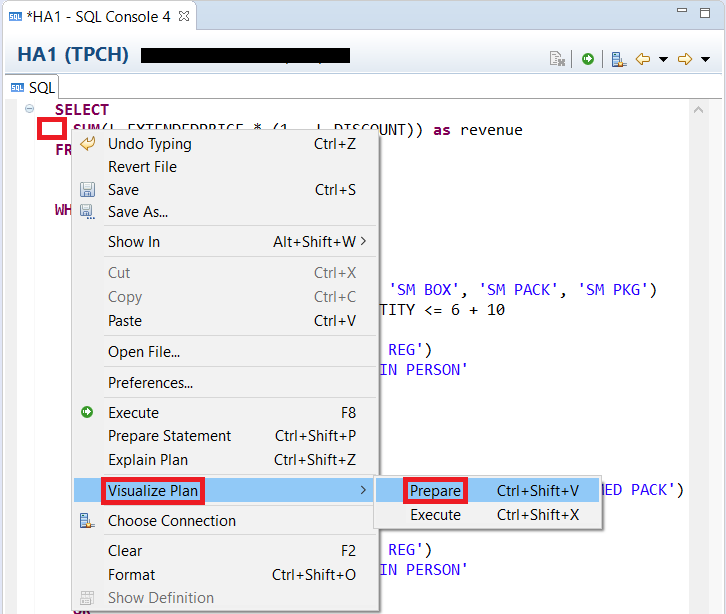 *HA1 - SQL Console 4
HA1 (TPCH)
SQL
SELECT
SUM(L_EXTENDEDPRICE * (1 - L_DISCOUNT)) as revenue
FR
WH
Undo Typing Ctrl+Z
Revert File
Save Ctrl+S
Save As...
Show In Alt+Shift+W >
Cut Ctrl+X
Copy Ctrl+C
'SM BOX', 'SM PACK', 'SM PKG')
TITY <= 6 + 10
Paste Ctrl+V
REG')
Open File...
IN PERSON'
Preferences...
Execute F8
Prepare Statement Ctrl+Shift+P
Explain Plan Ctrl+Shift+Z
Visualize Plan >
Prepare Ctrl+Shift+V
MED PACK')
Execute Ctrl+Shift+X
Choose Connection
Clear F2
REG')
Format Ctrl+Shift+O
IN PERSON'
Show Definition
OR